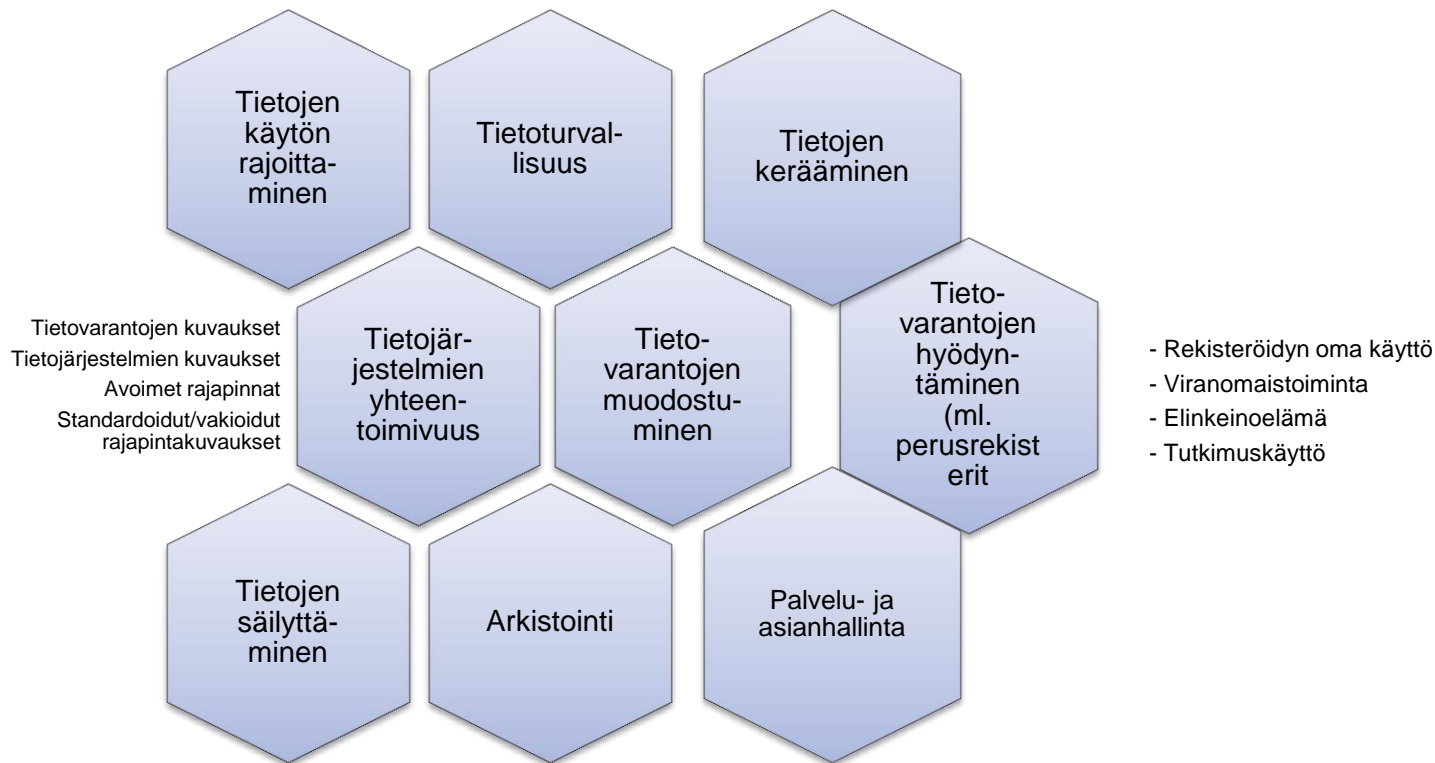 Tietojen
käytön
rajoitta-
minen
Tietoturval-
lisuus
Tietojen
kerääminen
Tietovarantojen kuvaukset
Tietojärjestelmien kuvaukset
Avoimet rajapinnat
Standardoidut/vakioidut
rajapintakuvaukset
Tietojär-
jestelmien
yhteen-
toimivuus
Tieto-
varantojen
muodostu-
minen
Tieto-
varantojen
hyödyn-
täminen
(ml.
perusrekist
erit
- Rekisteröidyn oma käyttö
- Viranomaistoiminta
- Elinkeinoelämä
- Tutkimuskäyttö
Tietojen
säilyttä-
minen
Arkistointi
Palvelu- ja
asianhallinta